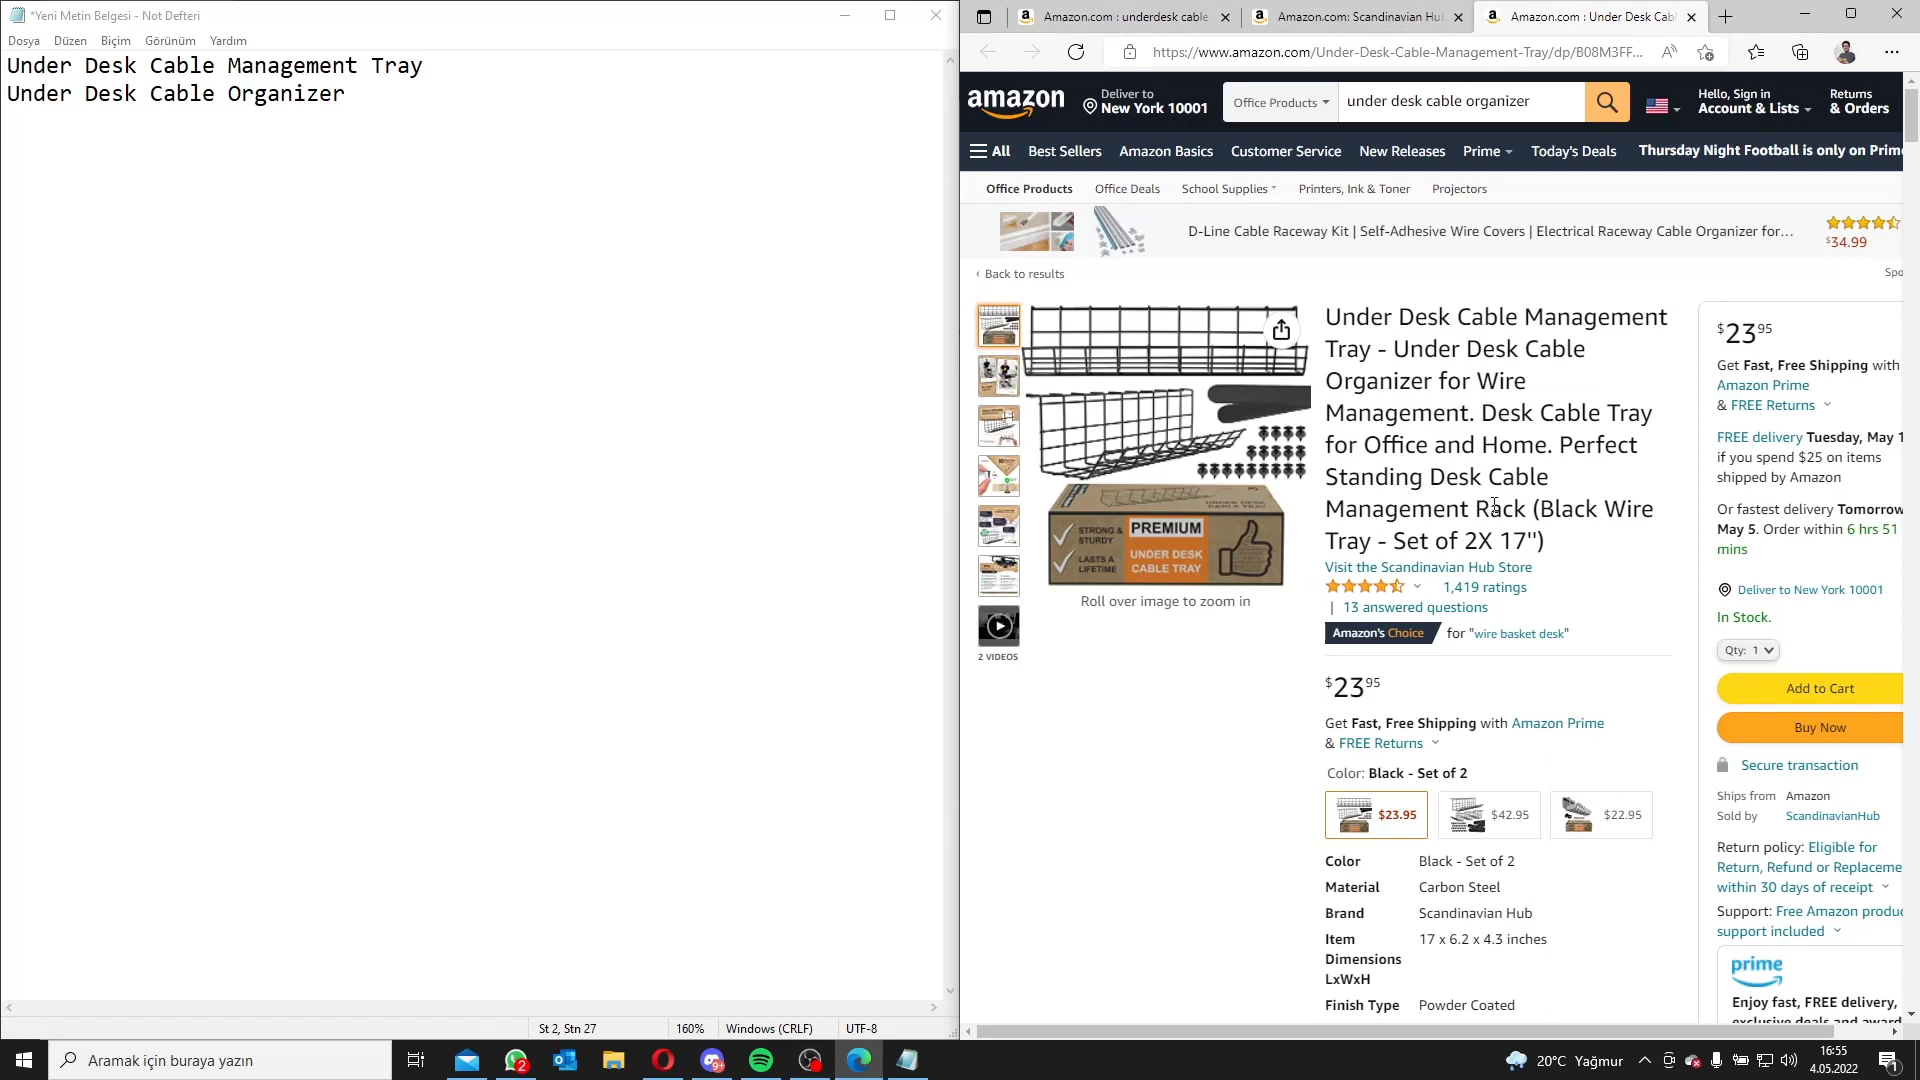 *Yeni Metin Belgesi - Not Defteri
Dosya Düzen Biçim Görünüm Yardım
Under Desk Cable Management Tray
Under Desk Cable Organizer
St 2, Stn 27 160% Windows (CRLF) UTF-8
Amazon.com : underdesk cable
Amazon.com: Scandinavian Hu
Amazon.com : Under Desk Cab
https://www.amazon.com/Under-Desk-Cable-Management-Tray/dp/B08M3FF...
amazon
Deliver to
New York 10001
Office Products
under desk cable organizer
Hello, Sign in
Account & Lists
Returns
& Orders
All Best Sellers Amazon Basics Customer Service New Releases Prime Today's Deals Thursday Night Football is only on Prim
Office Products Office Deals School Supplies Printers, Ink & Toner Projectors
D-Line Cable Raceway Kit | Self-Adhesive Wire Covers | Electrical Raceway Cable Organizer for...
$34.99
‹ Back to results
Spo
Under Desk Cable Management
Tray - Under Desk Cable
Organizer for Wire
Management. Desk Cable Tray
for Office and Home. Perfect
Standing Desk Cable
Management Rack (Black Wire
Tray - Set of 2X 17'')
Visit the Scandinavian Hub Store
1,419 ratings
| 13 answered questions
Amazon's Choice for "wire basket desk"
UNDER DESK
CABLE TRAY
STRONG &
STURDY
LASTS A
LIFETIME
PREMIUM
UNDER DESK
CABLE TRAY
Roll over image to zoom in
2 VIDEOS
$23 95
Get Fast, Free Shipping with Amazon Prime
& FREE Returns
Color: Black - Set of 2
$23.95
$42.95
$22.95
Color Black - Set of 2
Material Carbon Steel
Brand Scandinavian Hub
Item 17 x 6.2 x 4.3 inches
Dimensions
LxWxH
Finish Type Powder Coated
$23 95
Get Fast, Free Shipping with
Amazon Prime
& FREE Returns
FREE delivery Tuesday, May 1
if you spend $25 on items
shipped by Amazon
Or fastest delivery Tomorrow
May 5. Order within 6 hrs 51
mins
Deliver to New York 10001
In Stock.
Qty: 1
Add to Cart
Buy Now
Secure transaction
Ships from Amazon
Sold by ScandinavianHub
Return policy: Eligible for
Return, Refund or Replaceme
within 30 days of receipt
Support: Free Amazon produc
support included
prime
Enjoy fast, FREE delivery,
exclusive deals and award
Aramak için buraya yazın
2
9+
20°C Yağmur
16:55
4.05.2022
1